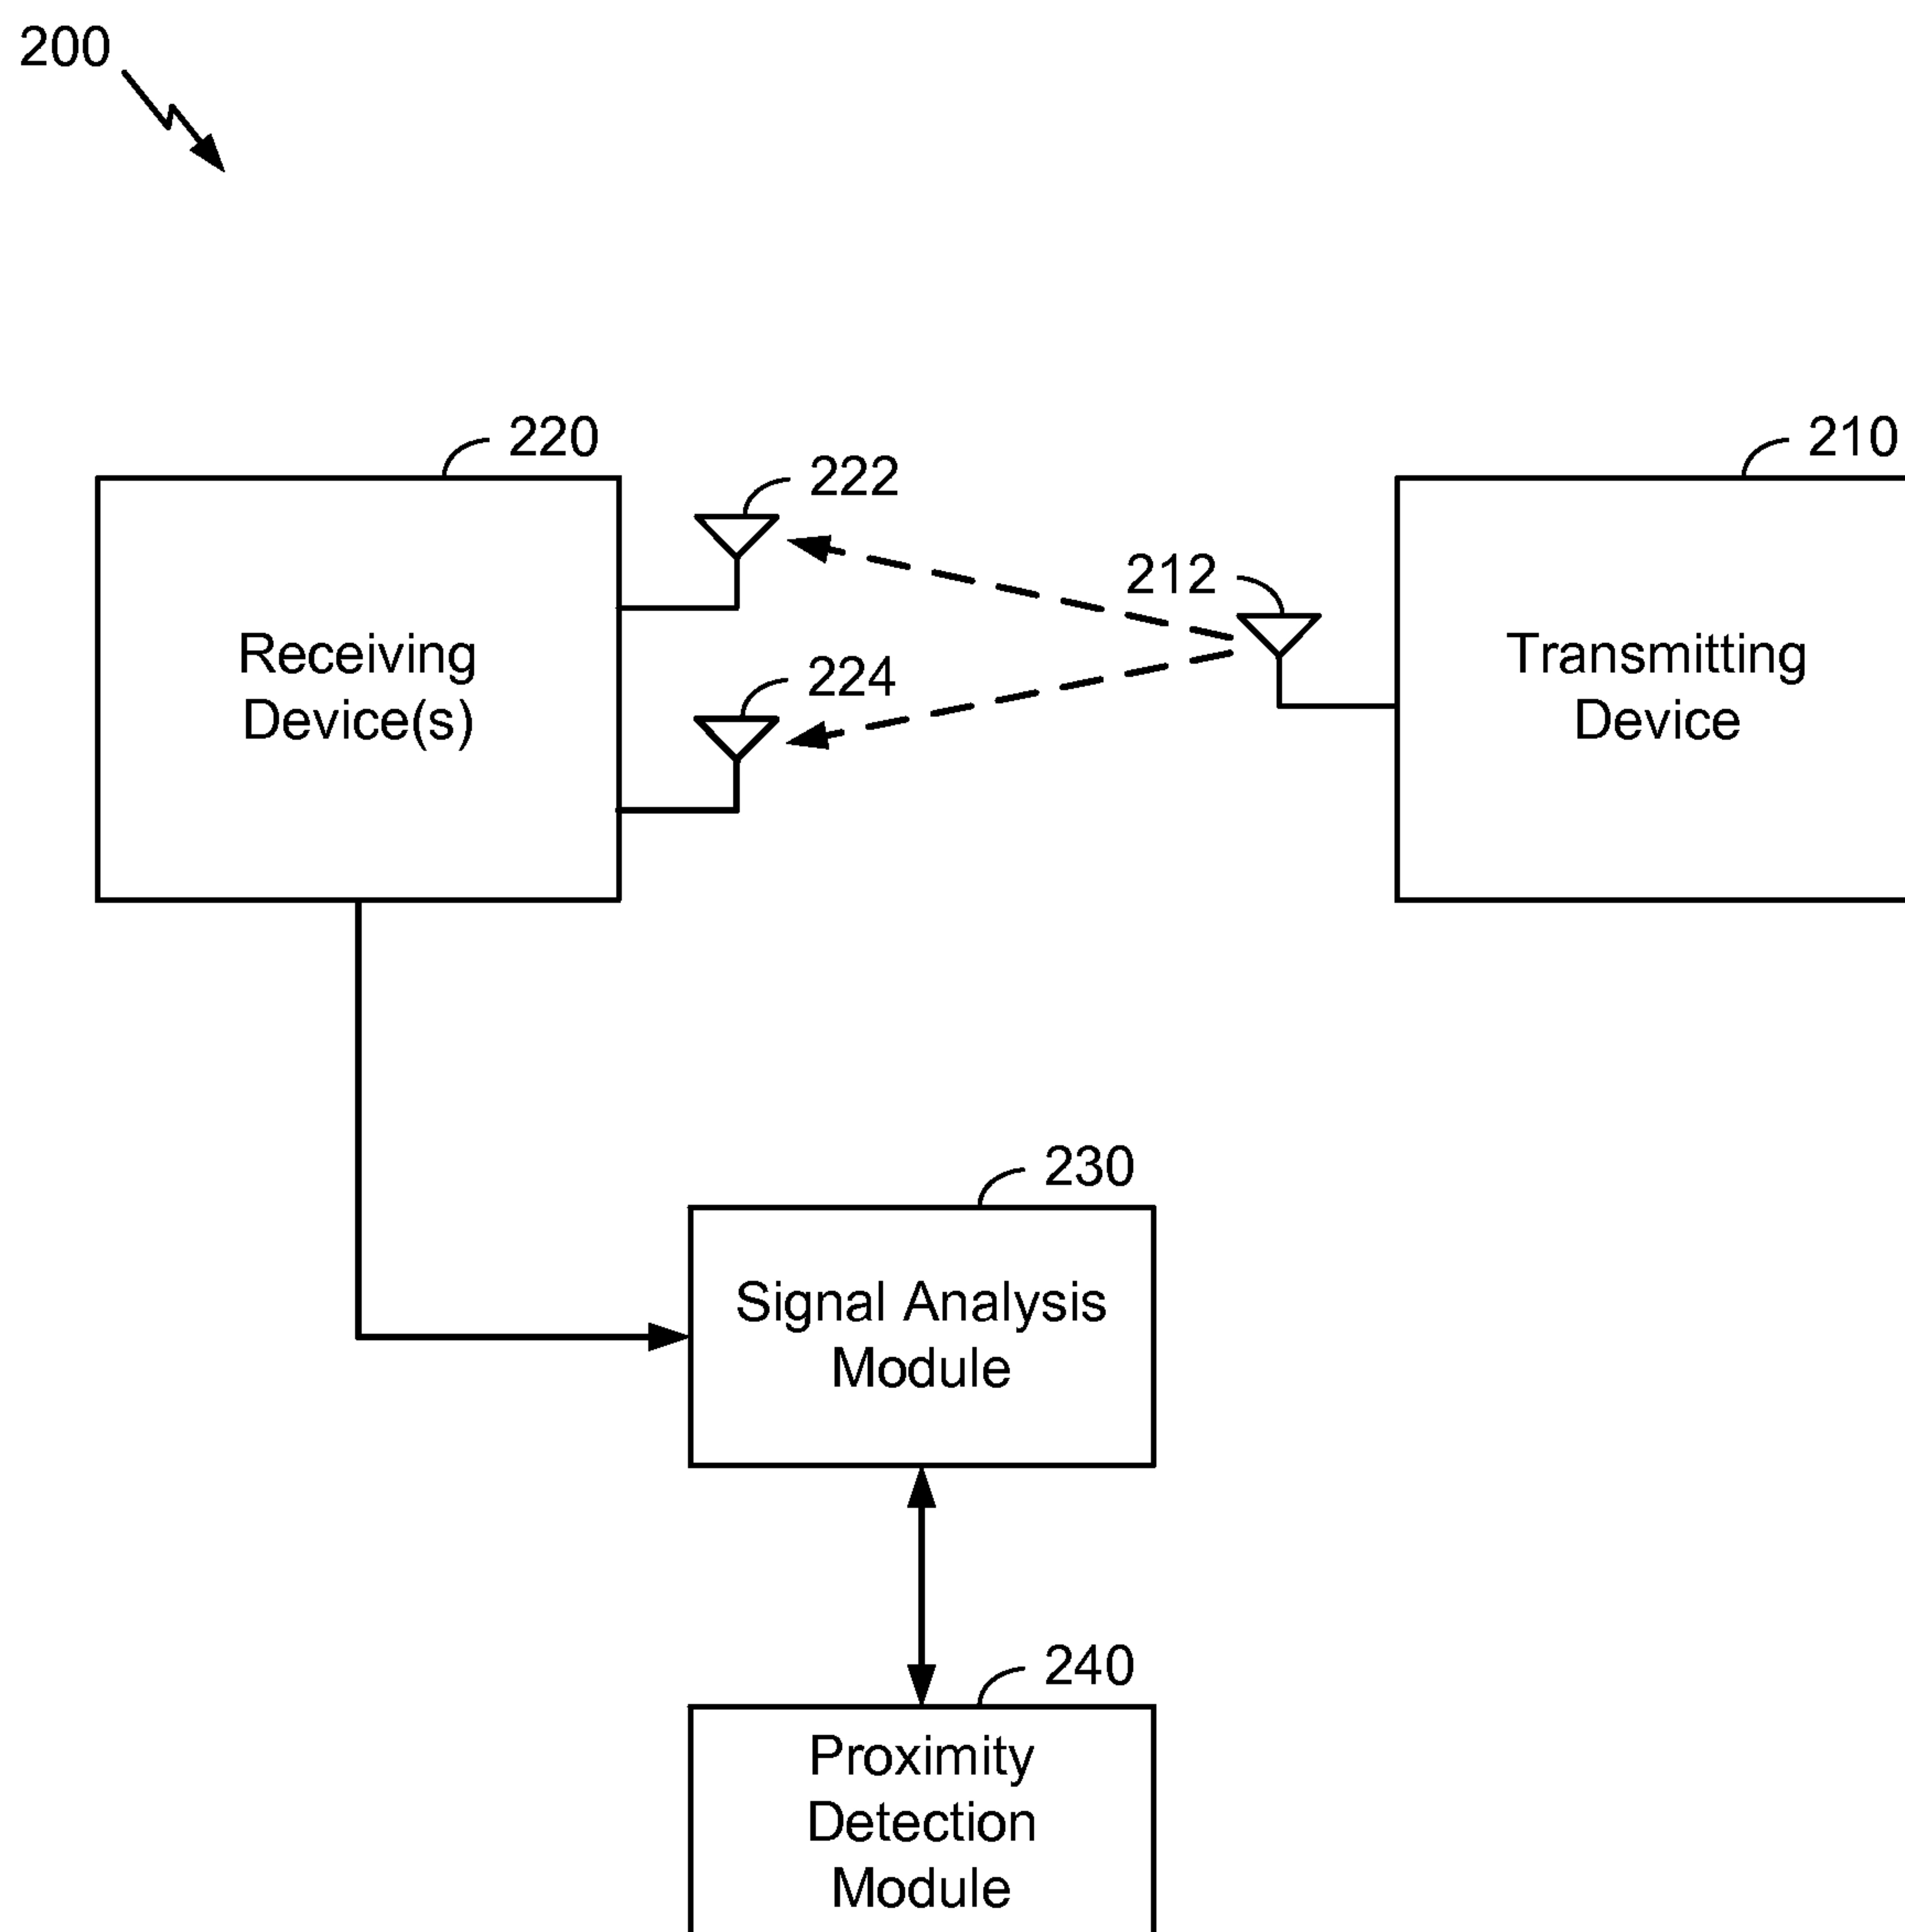 200
220
210
222
212
Receiving
Device(s)
Transmitting
Device
224
230
Signal Analysis
Module
240
Proximity
Detection
Module